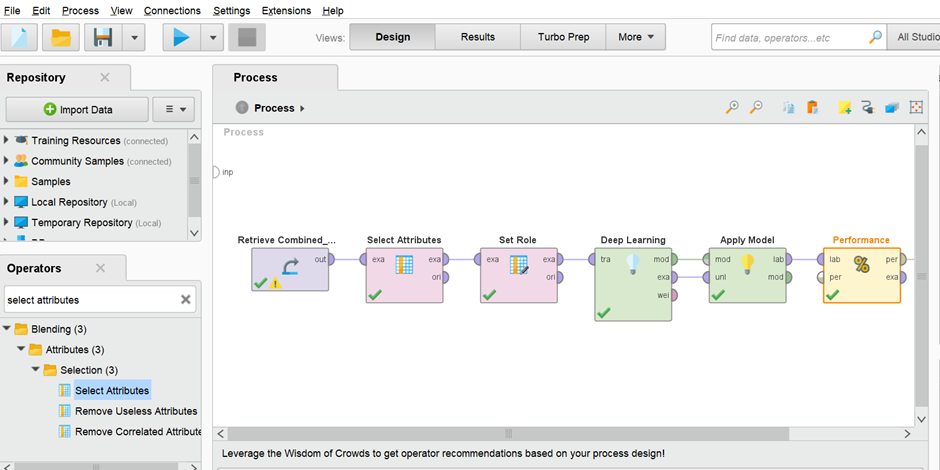 File Edit Process View Connections Settings Extensions Help
Views: Design Results Turbo Prep More Find data, operators...etc All Studio
Repository
Process
Import Data
Process
Training Resources (connected)
Process
Community Samples (connected)
Samples
inp
Local Repository (Local)
Temporary Repository (Local)
Retrieve Combined_... Select Attributes Set Role Deep Learning Apply Model Performance
out exa exa exa exa tra mod mod lab lab per
ori ori exa unl mod per exa
wei
Operators
select attributes
Blending (3)
Attributes (3)
Selection (3)
Select Attributes
Remove Useless Attributes
Remove Correlated Attribute
Leverage the Wisdom of Crowds to get operator recommendations based on your process design!